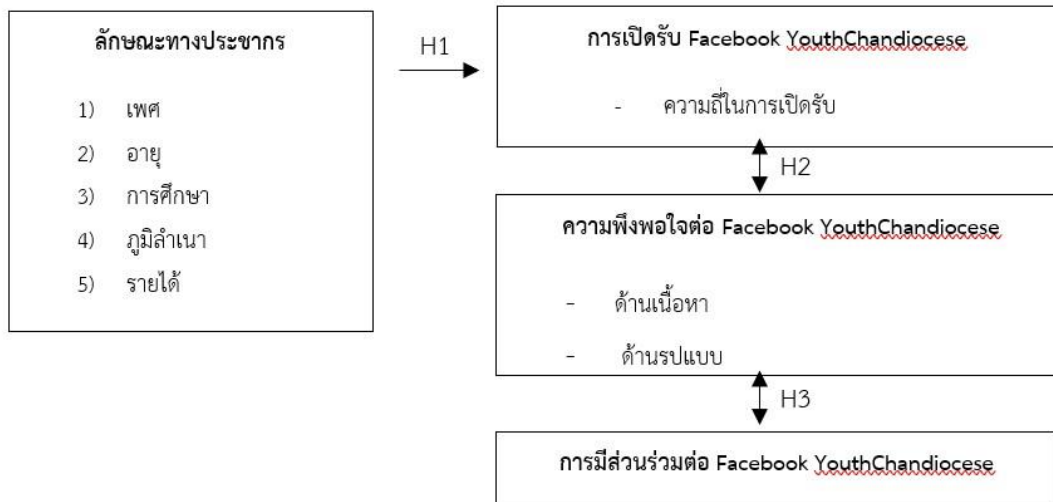 ลักษณะทางประชากร
1) เพศ
2) อายุ
3) การศึกษา
4) ภูมิลำเนา
5) รายได้
H1
การเปิดรับ Facebook YouthChandiocese
- ความถี่ในการเปิดรับ
H2
ความพึงพอใจต่อ Facebook YouthChandiocese
- ด้านเนื้อหา
- ด้านรปแบบ
H3
การมีส่วนร่วมต่อ Facebook YouthChandiocese